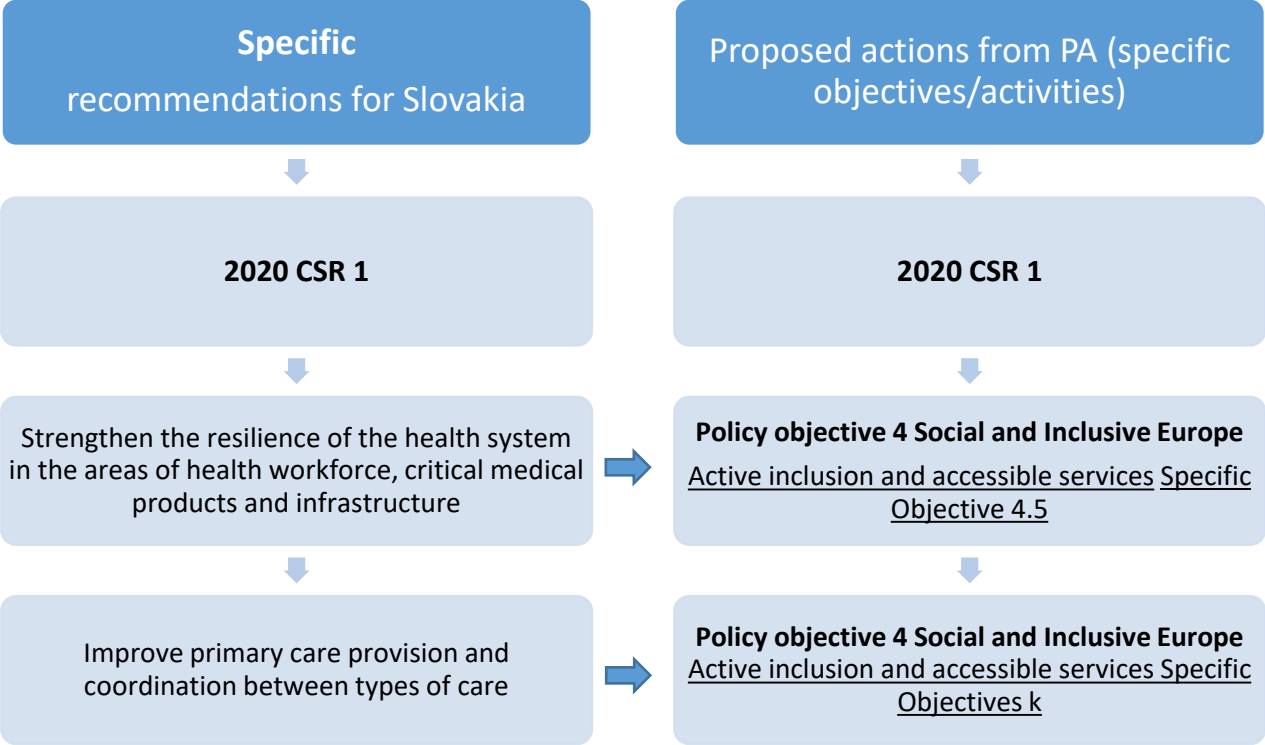 Specific
recommendations for Slovakia
Proposed actions from PA (specific
objectives/activities)
2020 CSR 1
2020 CSR 1
Strengthen the resilience of the health system
in the areas of health workforce, critical medical
products and infrastructure
Policy objective 4 Social and Inclusive Europe
Active inclusion and accessible services Specific
Objective 4.5
Improve primary care provision and
coordination between types of care
Policy objective 4 Social and Inclusive Europe
Active inclusion and accessible services Specific
Objectives k